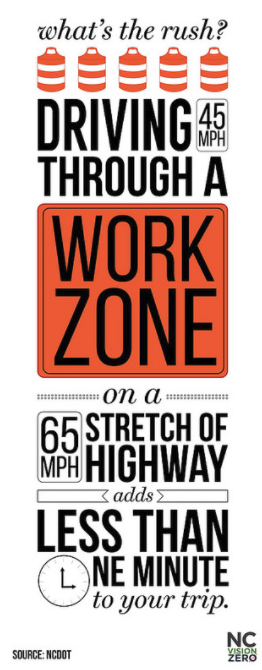 what's the rush?
DRIVING 45 MPH
THROUGH A
WORK
ZONE
on a
65 MPH STRETCH OF
HIGHWAY
adds
LESS THAN
ONE MINUTE
to your trip.
SOURCE: NCDOT
NC
VISION
ZERO